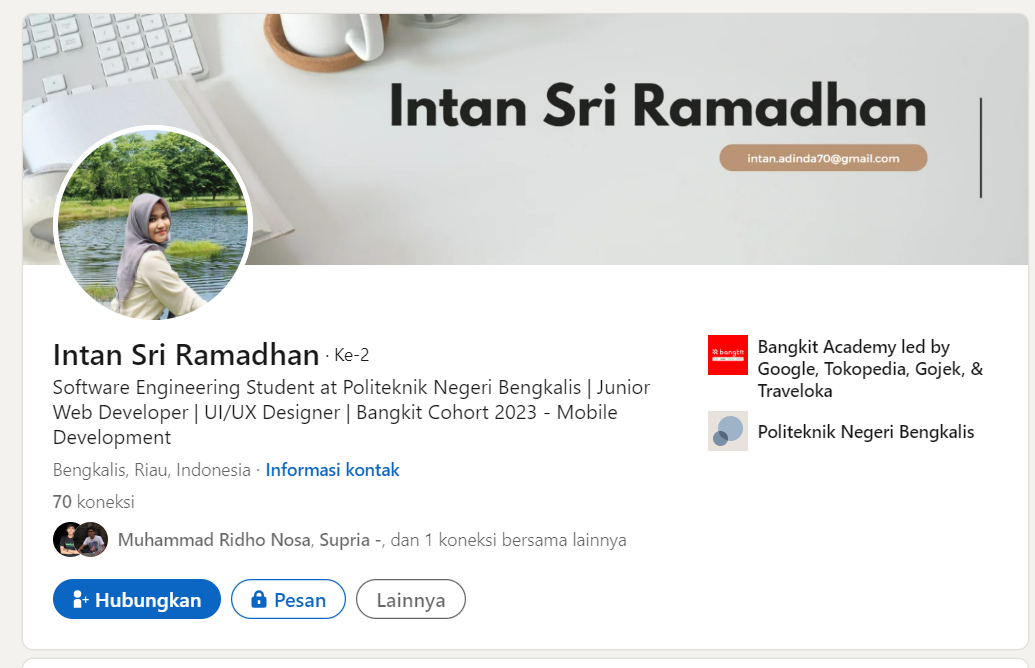 Intan Sri Ramadhan
intan.adinda70@gmail.com
Intan Sri Ramadhan · Ke-2
Software Engineering Student at Politeknik Negeri Bengkalis | Junior
Web Developer | UI/UX Designer | Bangkit Cohort 2023 - Mobile
Development
Bengkalis, Riau, Indonesia · Informasi kontak
70 koneksi
Muhammad Ridho Nosa, Supria -, dan 1 koneksi bersama lainnya
Hubungkan
Pesan
Lainnya
bangkit
Bangkit Academy led by
Google, Tokopedia, Gojek, &
Traveloka
Politeknik Negeri Bengkalis